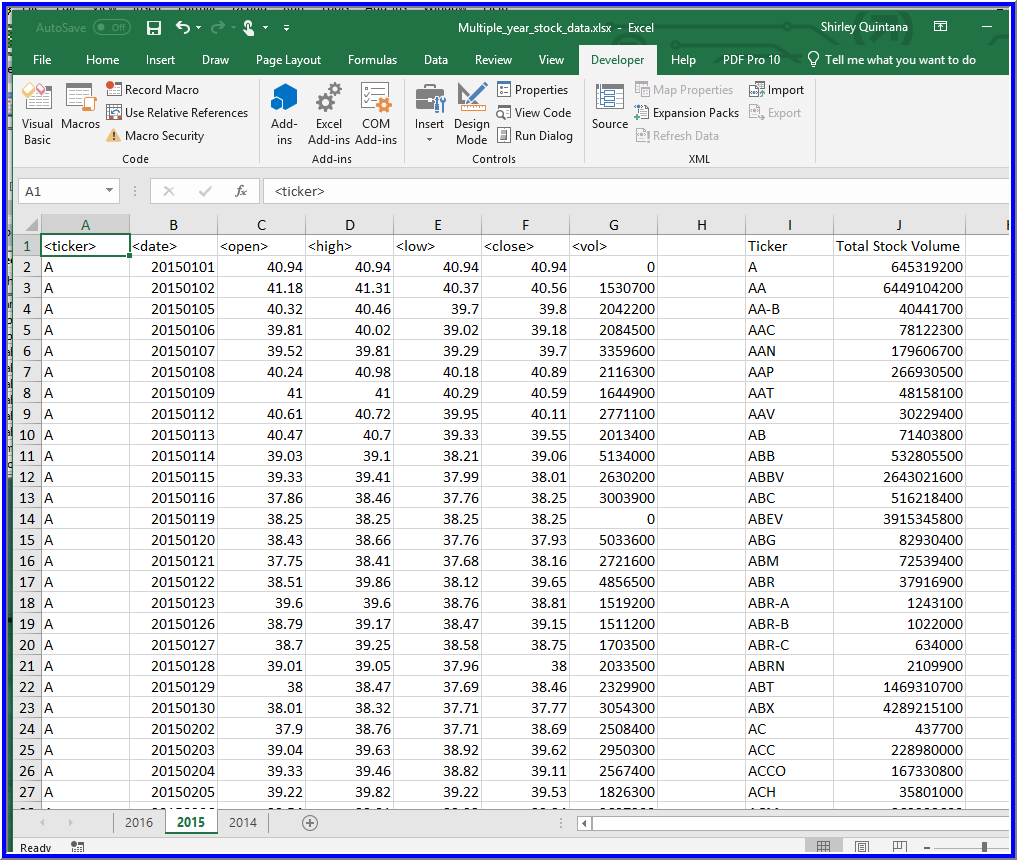 AutoSave Off Multiple_year_stock_data.xlsx - Excel Shirley Quintana
File Home Insert Draw Page Layout Formulas Data Review View Developer Help PDF Pro 10 Tell me what you want to do
Visual Basic
Macros
Record Macro
Use Relative References
Macro Security
Code
Add-ins
Excel Add-ins
COM Add-ins
Add-ins
Insert
Design Mode
Properties
View Code
Run Dialog
Controls
Source
Map Properties
Expansion Packs
Refresh Data
Import
Export
XML
A1 fx <ticker>
A B C D E F G H I J
1 <ticker> <date> <open> <high> <low> <close> <vol> Ticker Total Stock Volume
2 A 20150101 40.94 40.94 40.94 40.94 0 A 645319200
3 A 20150102 41.18 41.31 40.37 40.56 1530700 AA 6449104200
4 A 20150105 40.32 40.46 39.7 39.8 2042200 AA-B 40441700
5 A 20150106 39.81 40.02 39.02 39.18 2084500 AAC 78122300
6 A 20150107 39.52 39.81 39.29 39.7 3359600 AAN 179606700
7 A 20150108 40.24 40.98 40.18 40.89 2116300 AAP 266930500
8 A 20150109 41 41 40.29 40.59 1644900 AAT 48158100
9 A 20150112 40.61 40.72 39.95 40.11 2771100 AAV 30229400
10 A 20150113 40.47 40.7 39.33 39.55 2013400 AB 71403800
11 A 20150114 39.03 39.1 38.21 39.06 5134000 ABB 532805500
12 A 20150115 39.33 39.41 37.99 38.01 2630200 ABBV 2643021600
13 A 20150116 37.86 38.46 37.76 38.25 3003900 ABC 516218400
14 A 20150119 38.25 38.25 38.25 38.25 0 ABEV 3915345800
15 A 20150120 38.43 38.66 37.76 37.93 5033600 ABG 82930400
16 A 20150121 37.75 38.41 37.68 38.16 2721600 ABM 72539400
17 A 20150122 38.51 39.86 38.12 39.65 4856500 ABR 37916900
18 A 20150123 39.6 39.6 38.76 38.81 1519200 ABR-A 1243100
19 A 20150126 38.79 39.17 38.47 39.15 1511200 ABR-B 1022000
20 A 20150127 38.7 39.25 38.58 38.75 1703500 ABR-C 634000
21 A 20150128 39.01 39.05 37.96 38 2033500 ABRN 2109900
22 A 20150129 38 38.47 37.69 38.46 2329900 ABT 1469310700
23 A 20150130 38.01 38.32 37.71 37.77 3054300 ABX 4289215100
24 A 20150202 37.9 38.76 37.71 38.69 2508400 AC 437700
25 A 20150203 39.04 39.63 38.92 39.62 2950300 ACC 228980000
26 A 20150204 39.33 39.46 38.82 39.11 2567400 ACCO 167330800
27 A 20150205 39.22 39.82 39.22 39.53 1826300 ACH 35801000
2016 2015 2014
Ready